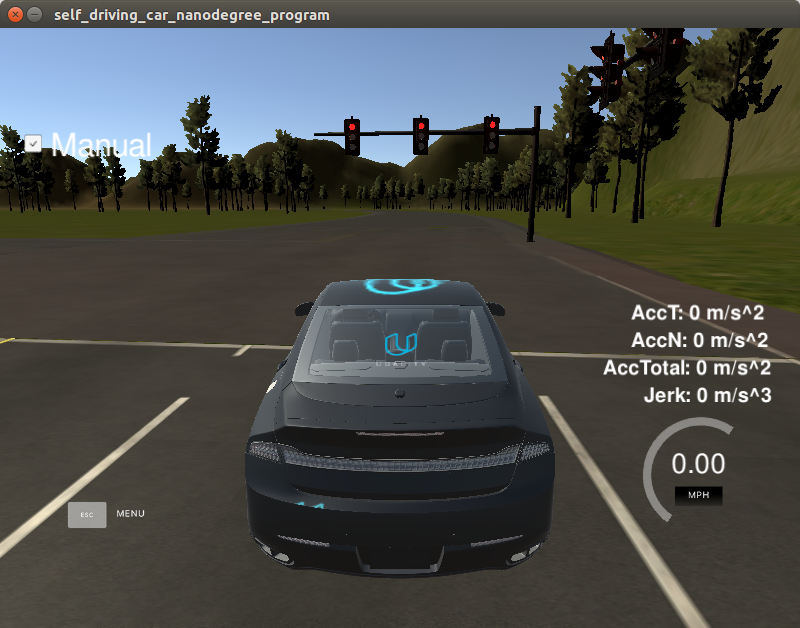 self_driving_car_nanodegree_program
Manual
AccT: 0 m/s^2
AccN: 0 m/s^2
AccTotal: 0 m/s^2
Jerk: 0 m/s^3
UDACITY
0.00
MPH
ESC
MENU